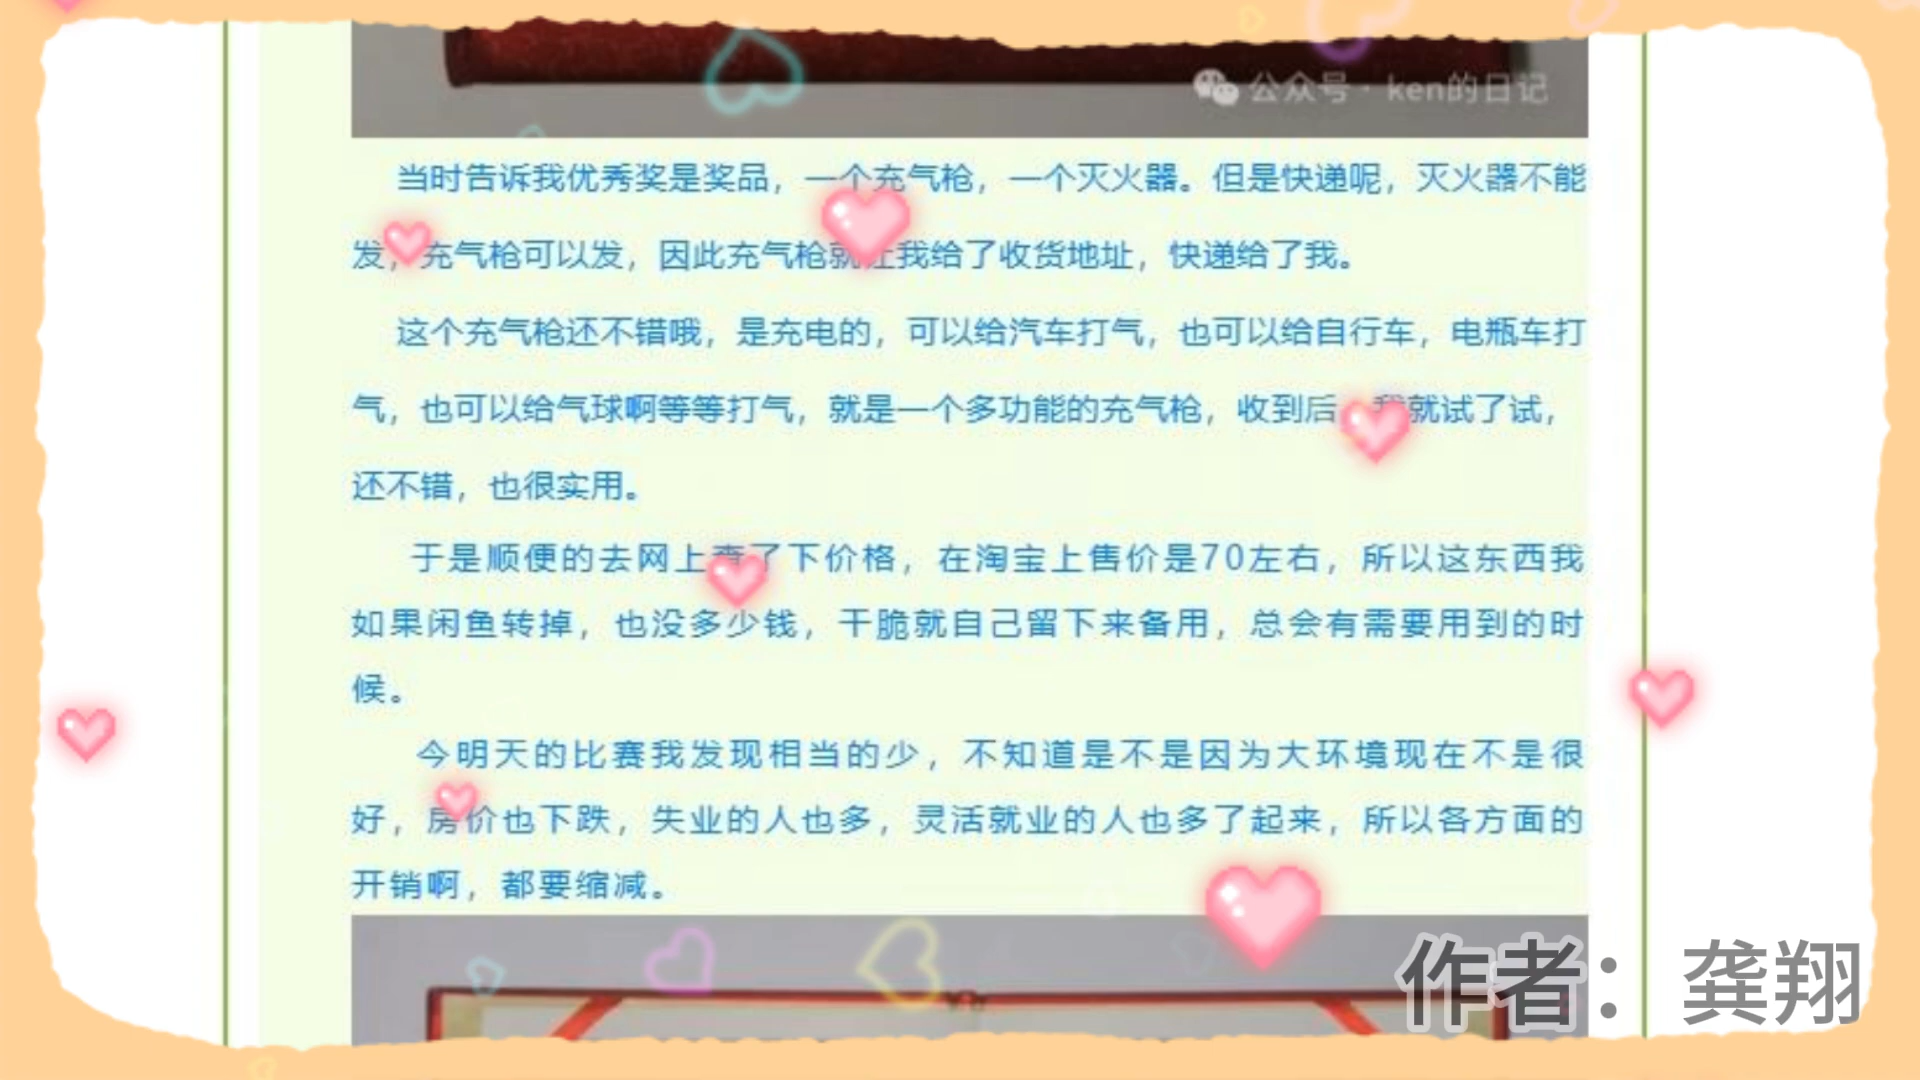 公众号 · ken的日记
当时告诉我优秀奖是奖品，一个充气枪，一个灭火器。但是快递呢，灭火器不能
发，充气枪可以发，因此充气枪就让我给了收货地址，快递给了我。
这个充气枪还不错哦，是充电的，可以给汽车打气，也可以给自行车，电瓶车打
气，也可以给气球啊等等打气，就是一个多功能的充气枪，收到后，我就试了试，
还不错，也很实用。
于是顺便的去网上查了下价格，在淘宝上售价是70左右，所以这东西我
如果闲鱼转掉，也没多少钱，干脆就自己留下来备用，总会有需要用到的时
候。
今明天的比赛我发现相当的少，不知道是不是因为大环境现在不是很
好，房价也下跌，失业的人也多，灵活就业的人也多了起来，所以各方面的
开销啊，都要缩减。
作者：龚翔